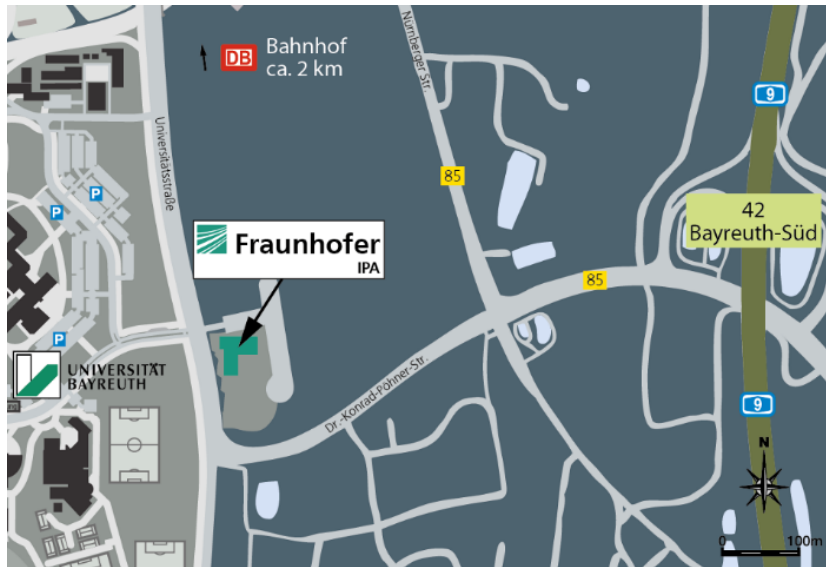 DB
Bahnhof
ca. 2 km
Nürnberger Str.
9
Universitätsstraße
P
85
P
42
Bayreuth-Süd
Fraunhofer
IPA
85
P
UNIVERSITÄT
BAYREUTH
Dr.-Konrad-Pöhner-Str.
9
N
0
100m